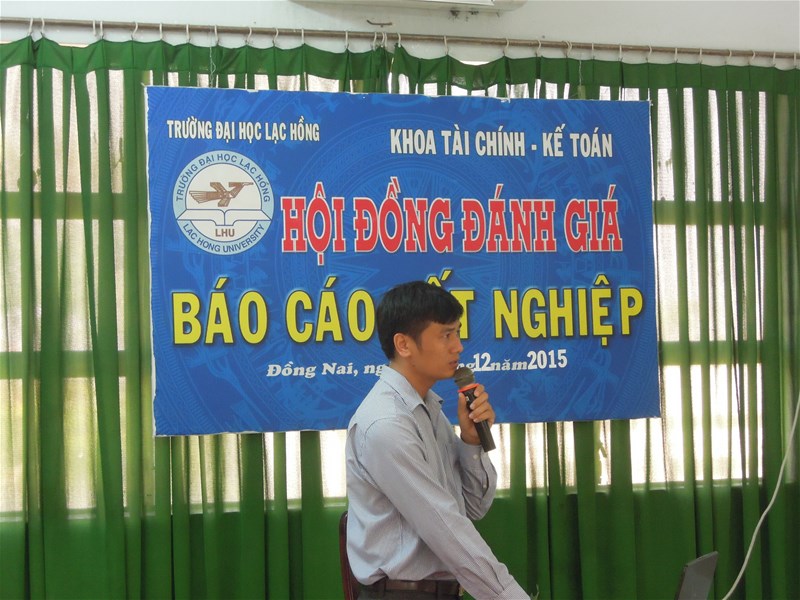 TRƯỜNG ĐẠI HỌC LẠC HỒNG
KHOA TÀI CHÍNH - KẾ TOÁN
TRƯỜNG ĐẠI HỌC LẠC HỒNG
LHU
LAC HONG UNIVERSITY
HỘI ĐỒNG ĐÁNH GIÁ
BÁO CÁO NGHIỆP
Đồng Nai, 12 năm 2015